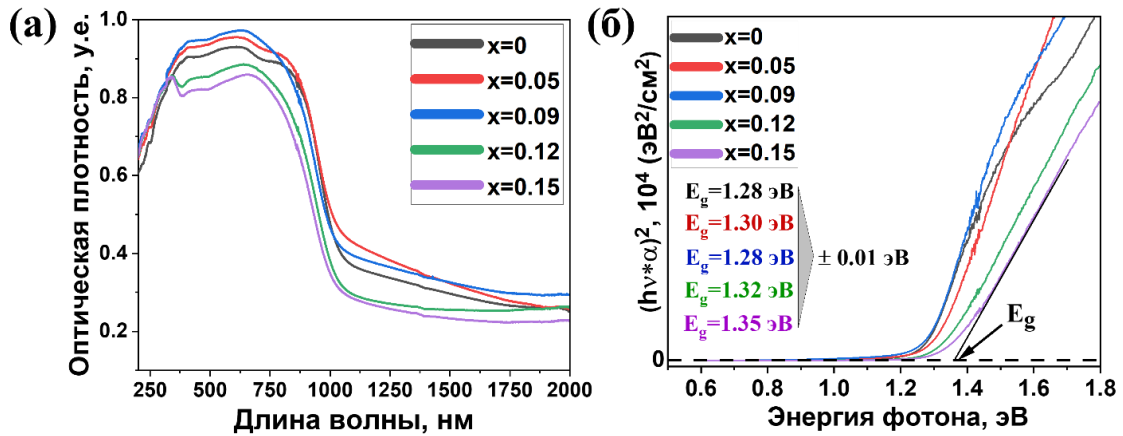 (а)
Оптическая плотность, у.е.
1.0
0.8
0.6
0.4
0.2
x=0
x=0.05
x=0.09
x=0.12
x=0.15
250 500 750 1000 1250 1500 1750 2000
Длина волны, нм
(б)
(hν*α)², 10⁴ (эВ²/см²)
x=0
x=0.05
x=0.09
x=0.12
x=0.15
Eg=1.28 эВ
Eg=1.30 эВ
Eg=1.28 эВ
Eg=1.32 эВ
Eg=1.35 эВ
± 0.01 эВ
Eg
0
0.6 0.8 1.0 1.2 1.4 1.6 1.8
Энергия фотона, эВ